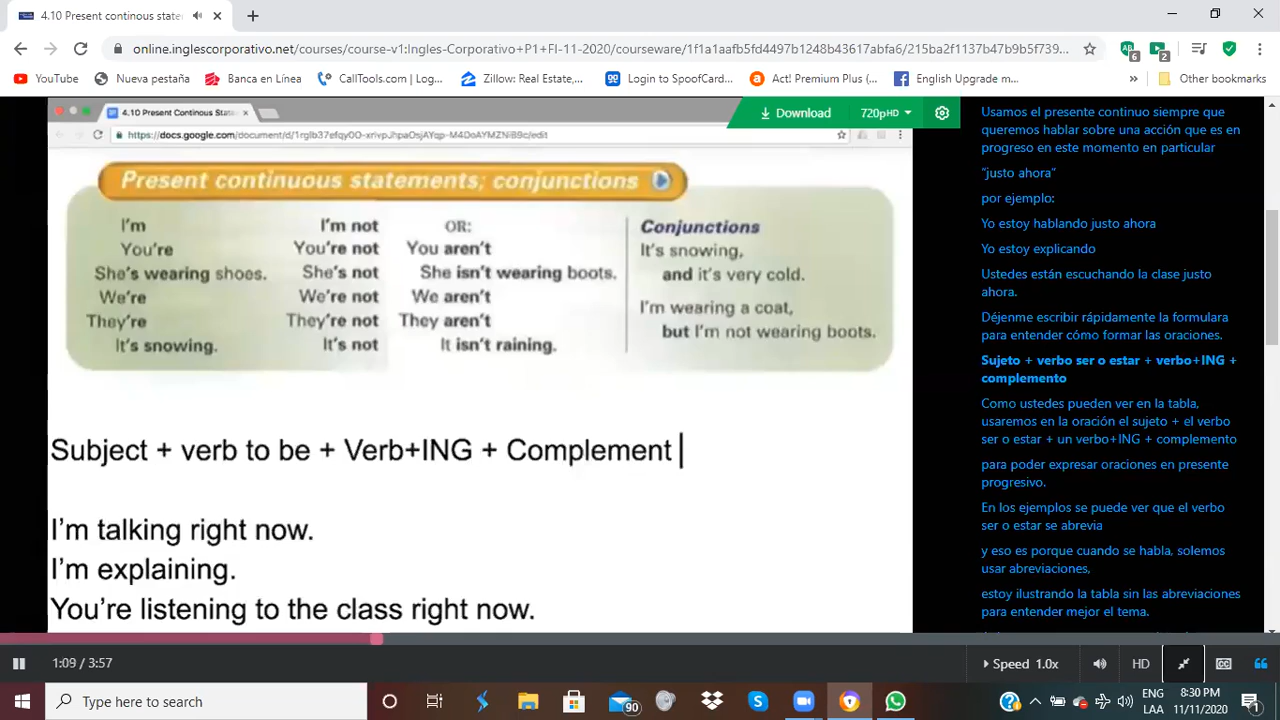 4.10 Present continous state
online.inglescorporativo.net/courses/course-v1:Ingles-Corporativo+P1+FI-11-2020/courseware/1f1a1aafb5fd4497b1248b43617abfa6/215ba2f1137b47b9b5f739...
6
2
YouTube
Nueva pestaña
Banca en Línea
CallTools.com | Log...
Zillow: Real Estate,...
Login to SpoofCard...
Act! Premium Plus (...
English Upgrade m...
»
Other bookmarks
4.10 Present Continous State
Download
720pHD
Present continuous statements; conjunctions
I'm
I'm not
OR:
Conjunctions
You're
You're not
You aren't
It's snowing,
She's wearing shoes.
She's not
She isn't wearing boots.
and it's very cold.
We're
We're not
We aren't
I'm wearing a coat,
They're
They're not
They aren't
but I'm not wearing boots.
It's snowing.
It's not
It isn't raining.
Subject + verb to be + Verb+ING + Complement
I'm talking right now.
I'm explaining.
You're listening to the class right now.
Usamos el presente continuo siempre que
queremos hablar sobre una acción que es en
progreso en este momento en particular
"justo ahora"
por ejemplo:
Yo estoy hablando justo ahora
Yo estoy explicando
Ustedes están escuchando la clase justo
ahora.
Déjenme escribir rápidamente la formulara
para entender cómo formar las oraciones.
Sujeto + verbo ser o estar + verbo+ING +
complemento
Como ustedes pueden ver en la tabla,
usaremos en la oración el sujeto + el verbo
ser o estar + un verbo+ING + complemento
para poder expresar oraciones en presente
progresivo.
En los ejemplos se puede ver que el verbo
ser o estar se abrevia
y eso es porque cuando se habla, solemos
usar abreviaciones,
estoy ilustrando la tabla sin las abreviaciones
para entender mejor el tema.
1:09 / 3:57
Speed 1.0x
HD
Type here to search
90
ENG
LAA
8:30 PM
11/11/2020
1